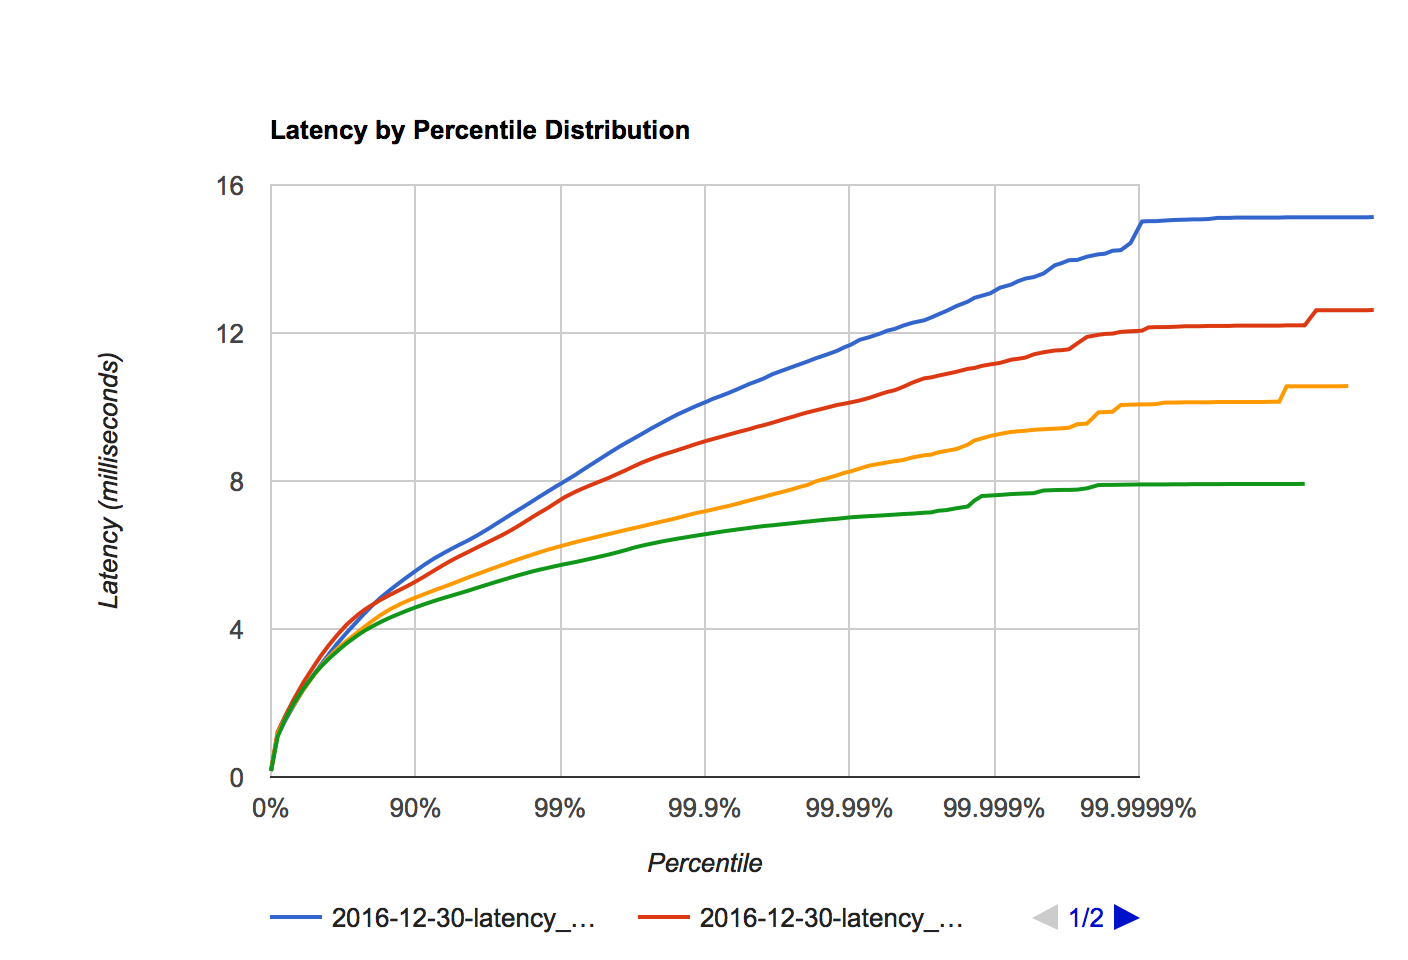 Latency by Percentile Distribution
16
12
8
4
0
Latency (milliseconds)
0% 90% 99% 99.9% 99.99% 99.999% 99.9999%
Percentile
2016-12-30-latency_... 2016-12-30-latency_... 1/2